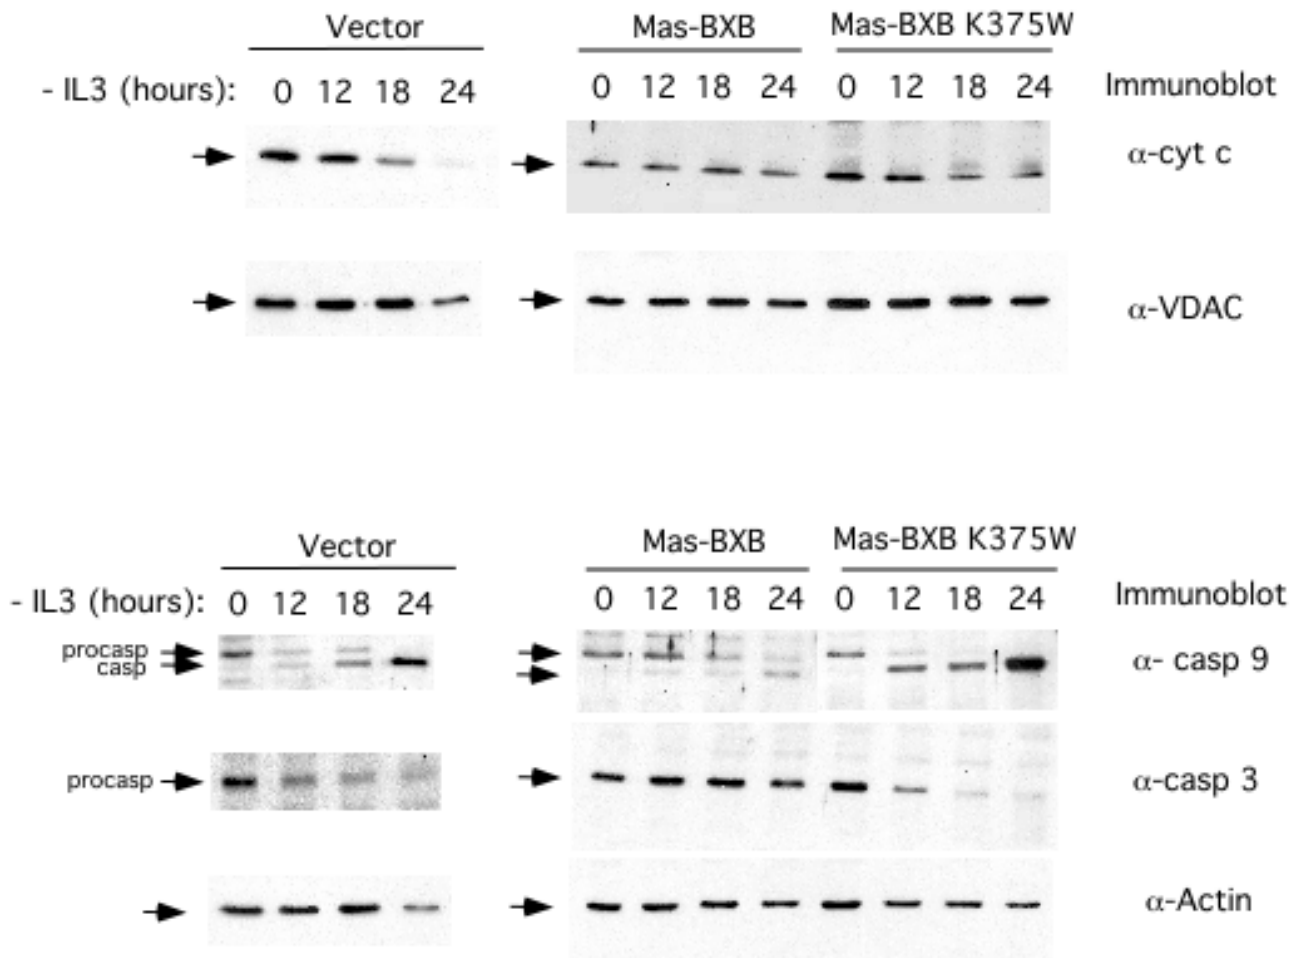 Vector Mas-BXB Mas-BXB K375W
- IL3 (hours): 0 12 18 24 0 12 18 24 0 12 18 24 Immunoblot
α-cyt c
α-VDAC
Vector Mas-BXB Mas-BXB K375W
- IL3 (hours): 0 12 18 24 0 12 18 24 0 12 18 24 Immunoblot
procasp
casp α- casp 9
procasp α-casp 3
α-Actin